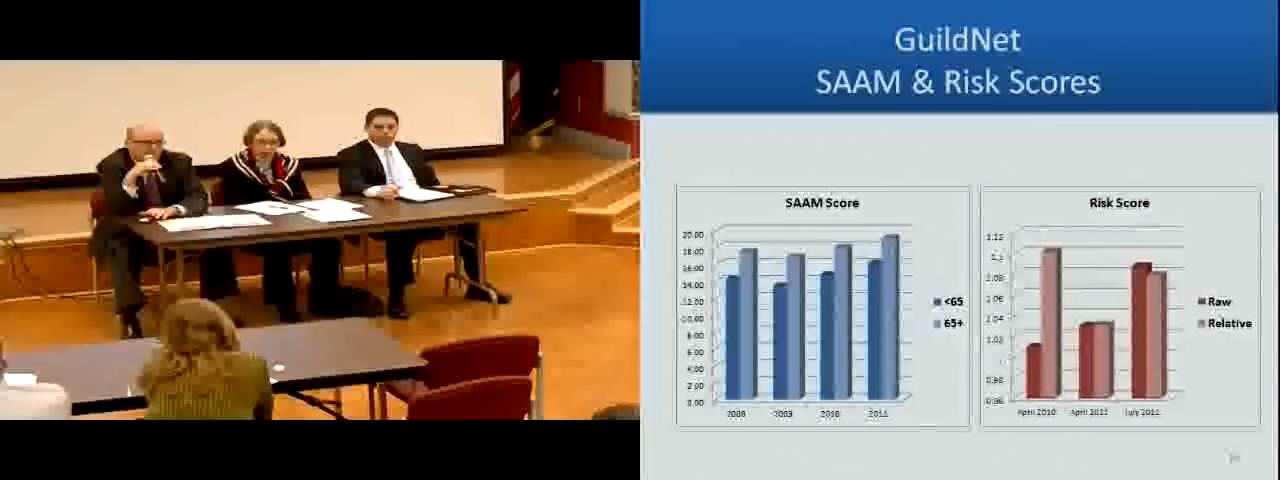 GuildNet
SAAM & Risk Scores
SAAM Score
20.00
18.00
16.00
14.00
12.00
10.00
8.00
6.00
4.00
2.00
0.00
2008
2009
2010
2011
<65
65+
Risk Score
1.12
1.1
1.08
1.06
1.04
1.02
1
0.98
0.96
April 2010
April 2011
July 2011
Raw
Relative